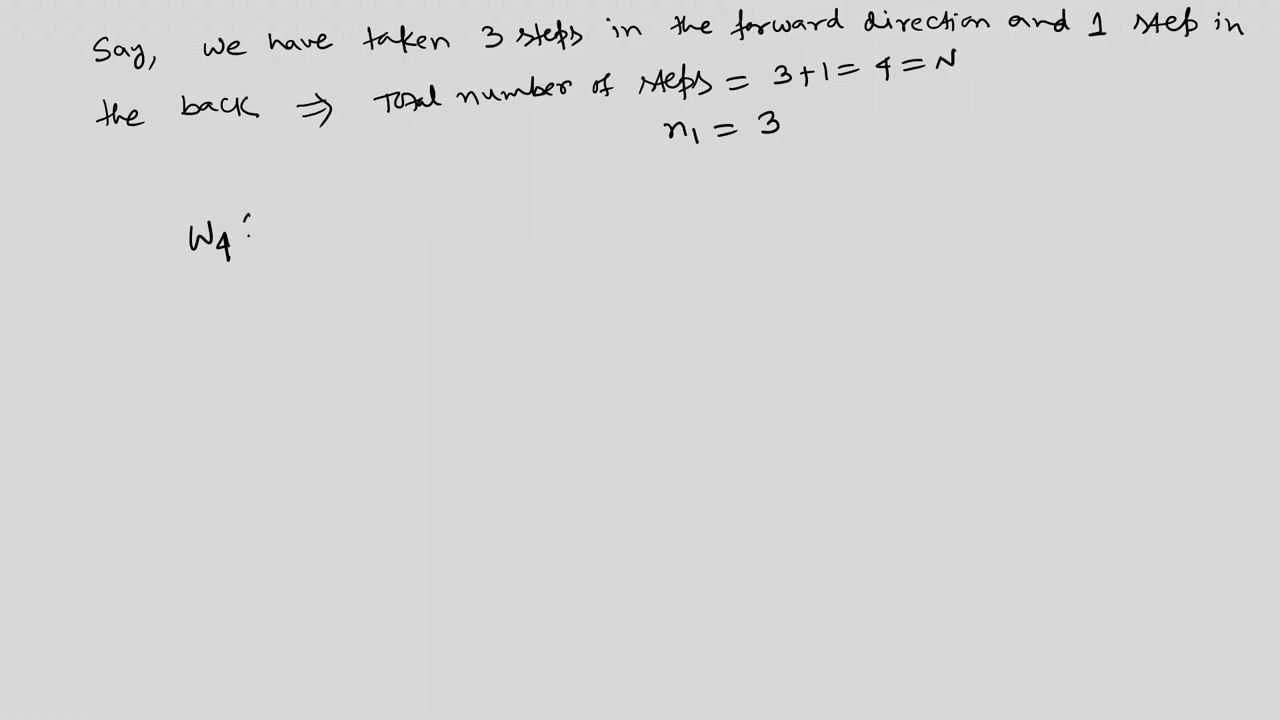 Say, we have taken 3 steps in the forward direction and 1 step in
the back ⇒ Total number of steps = 3+1 = 4 = N
n₁ = 3
W₄